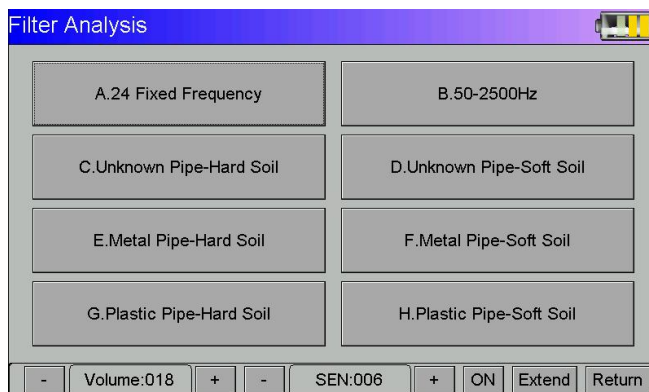 Filter Analysis
A.24 Fixed Frequency
B.50-2500Hz
C.Unknown Pipe-Hard Soil
D.Unknown Pipe-Soft Soil
E.Metal Pipe-Hard Soil
F.Metal Pipe-Soft Soil
G.Plastic Pipe-Hard Soil
H.Plastic Pipe-Soft Soil
- Volume:018 + - SEN:006 + ON Extend Return